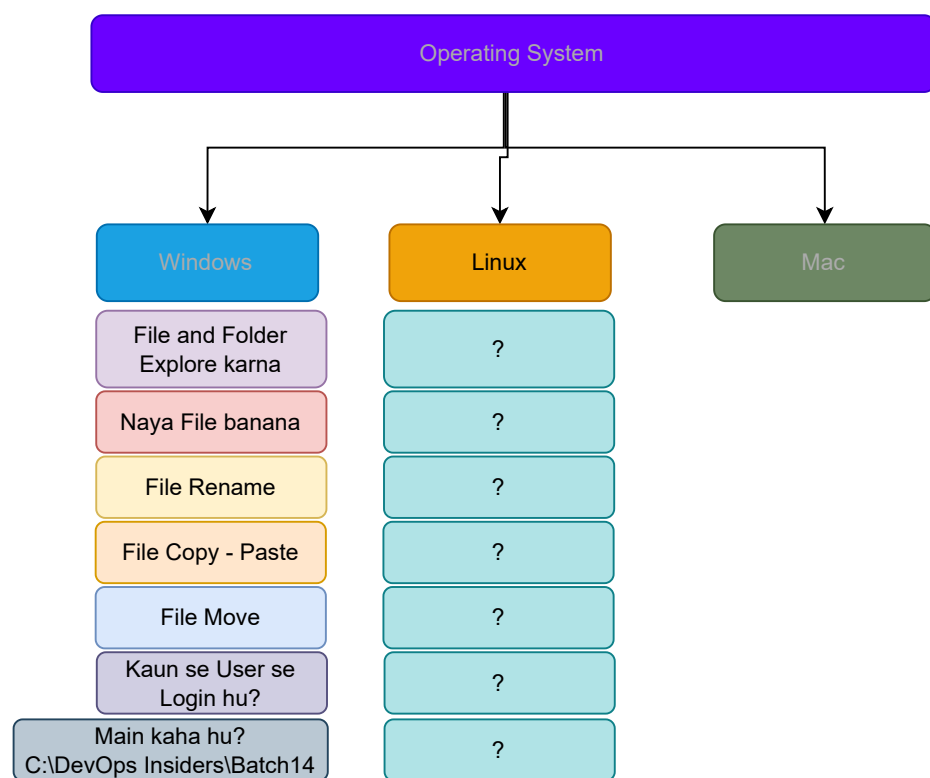 Operating System
Windows
Linux
Mac
File and Folder
Explore karna
?
Naya File banana
?
File Rename
?
File Copy - Paste
?
File Move
?
Kaun se User se
Login hu?
?
Main kaha hu?
C:\DevOps Insiders\Batch14
?